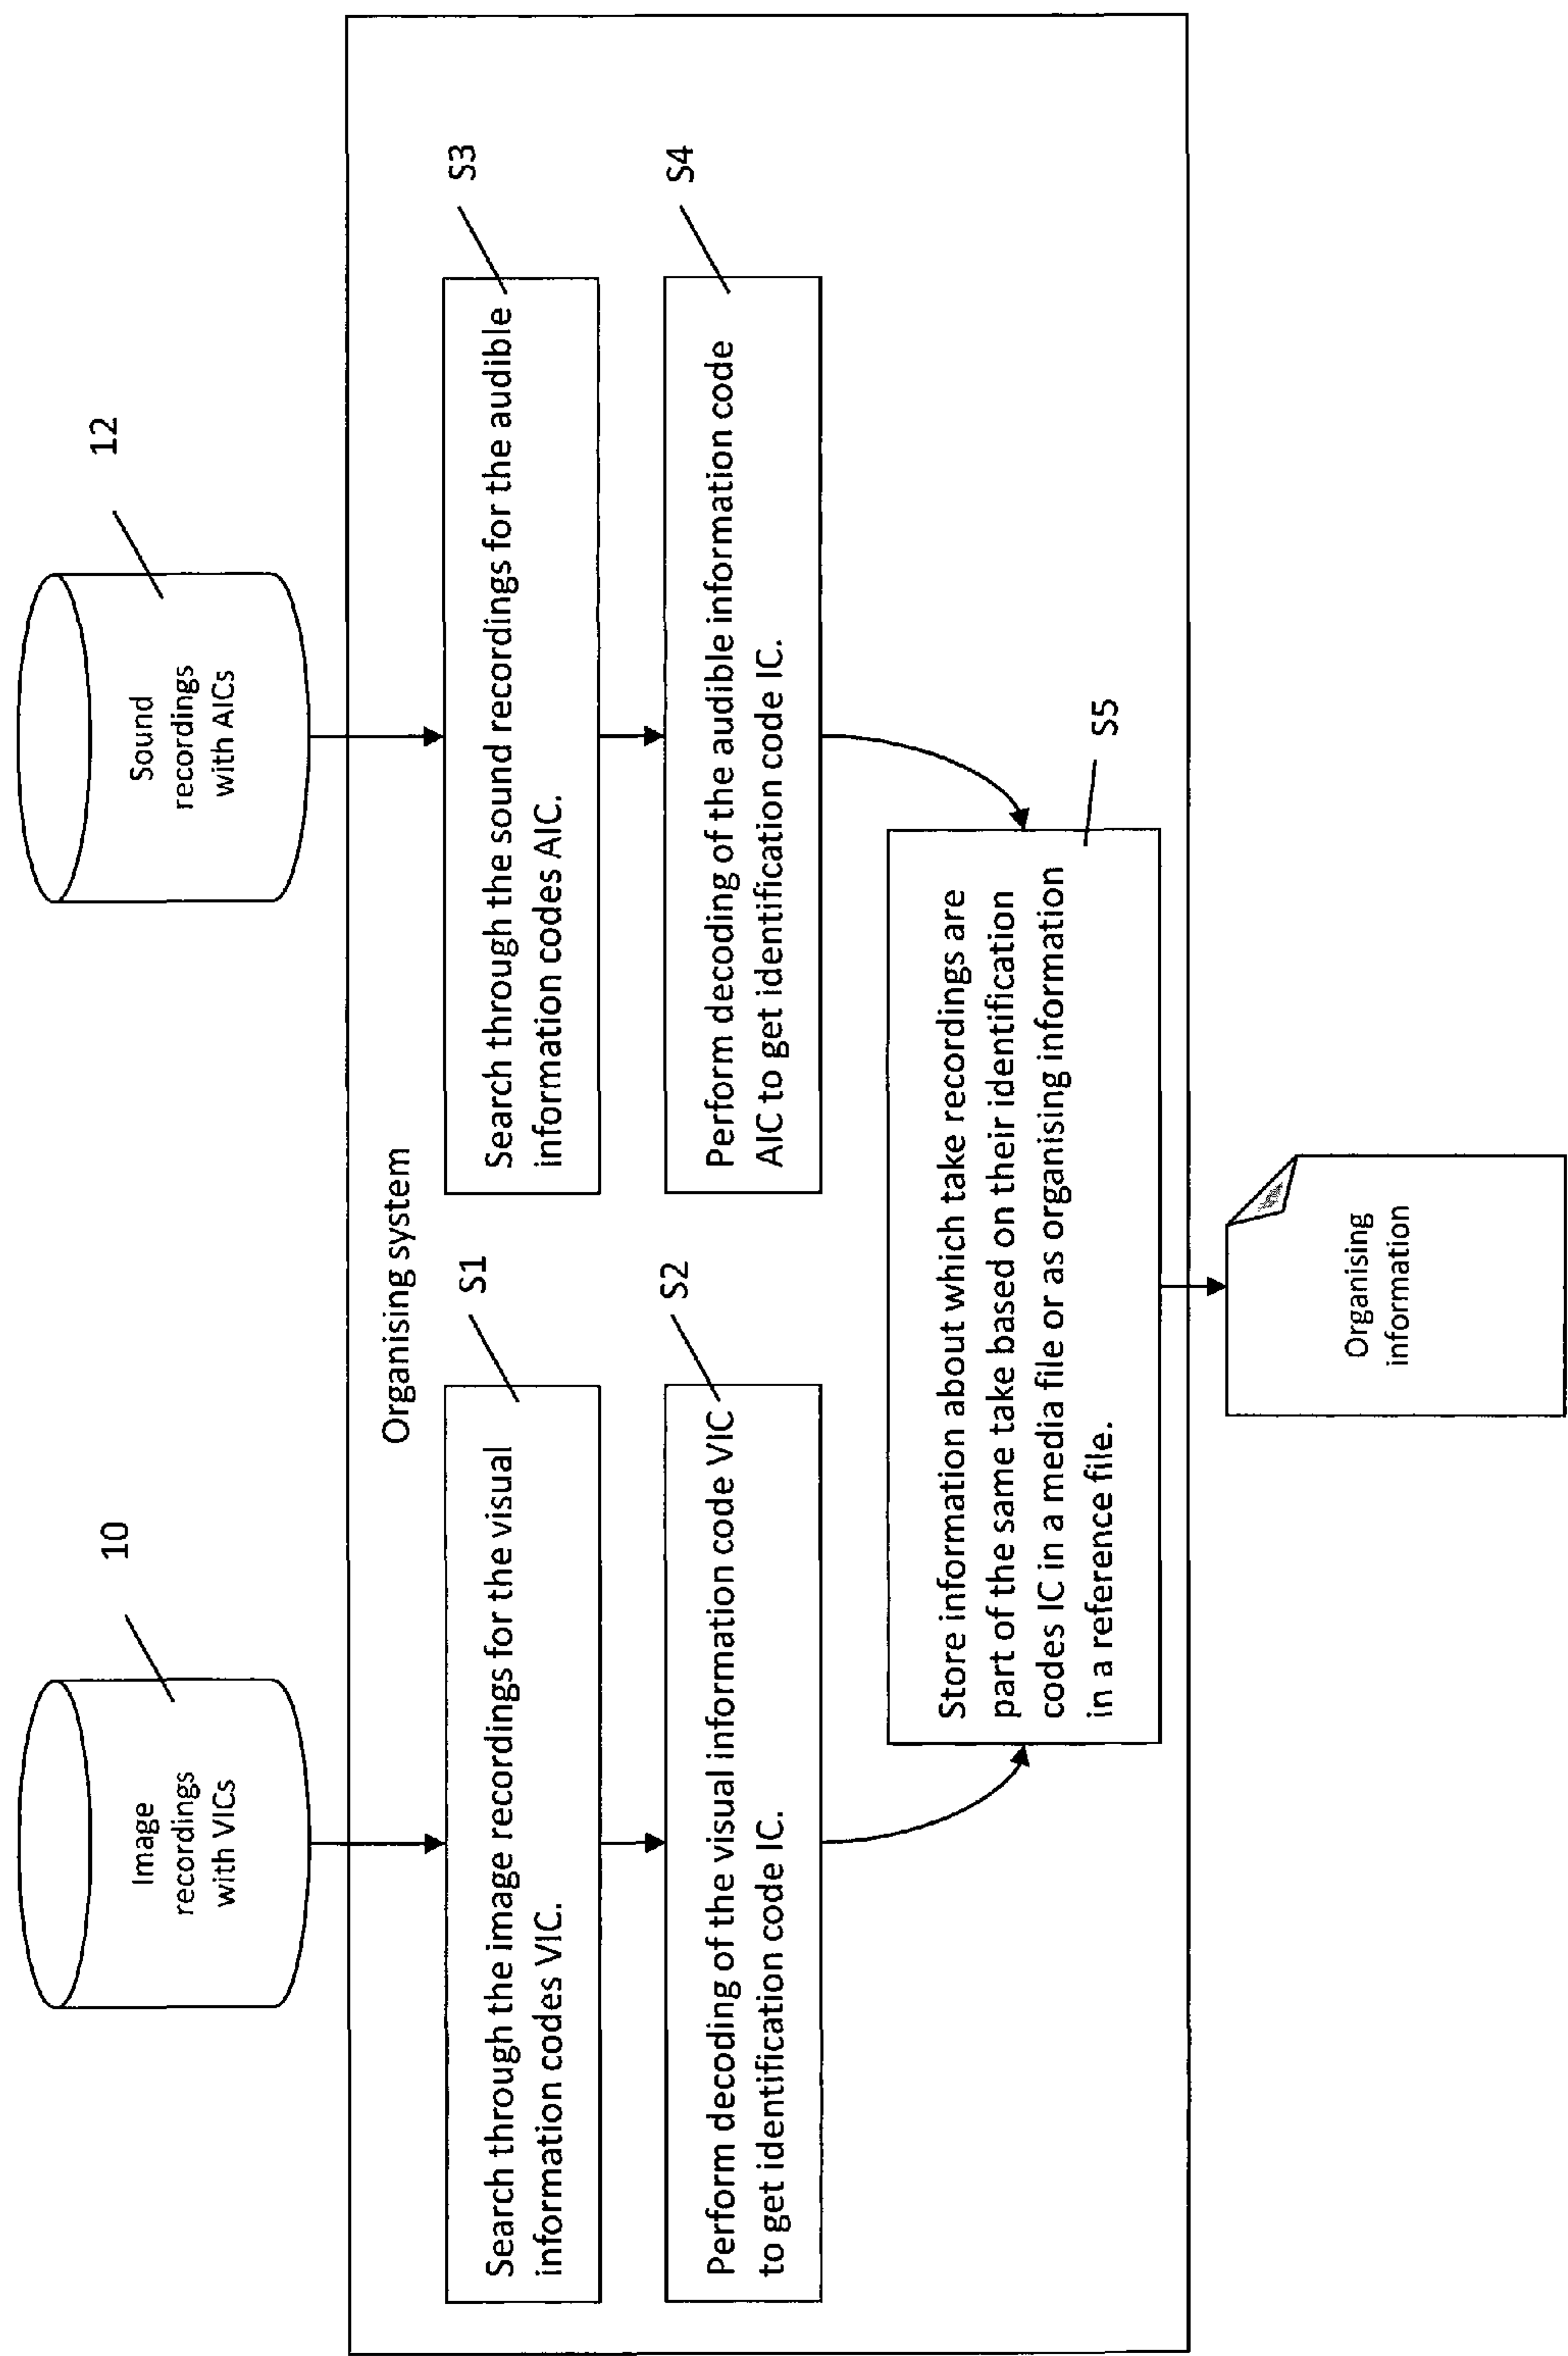 10
Image
recordings
with VICs
12
Sound
recordings
with AICs
Organising system
S1
Search through the image recordings for the visual
information codes VIC.
S3
Search through the sound recordings for the audible
information codes AIC.
S2
Perform decoding of the visual information code VIC
to get identification code IC.
S4
Perform decoding of the audible information code
AIC to get identification code IC.
S5
Store information about which take recordings are
part of the same take based on their identification
codes IC in a media file or as organising information
in a reference file.
Organising
information